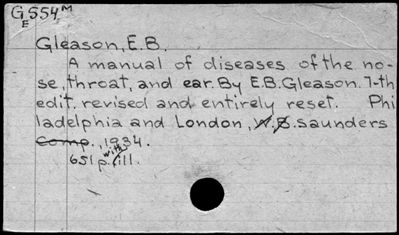 G S54 M
E
Gleason, E.B.
A manual of diseases of the no-
se, throat, and ear. By E.B. Gleason. 7-th
edit. revised and entirely reset. Phi
ladelphia and London, W.B. Saunders
Comp., 1934.
651 p. with ill.